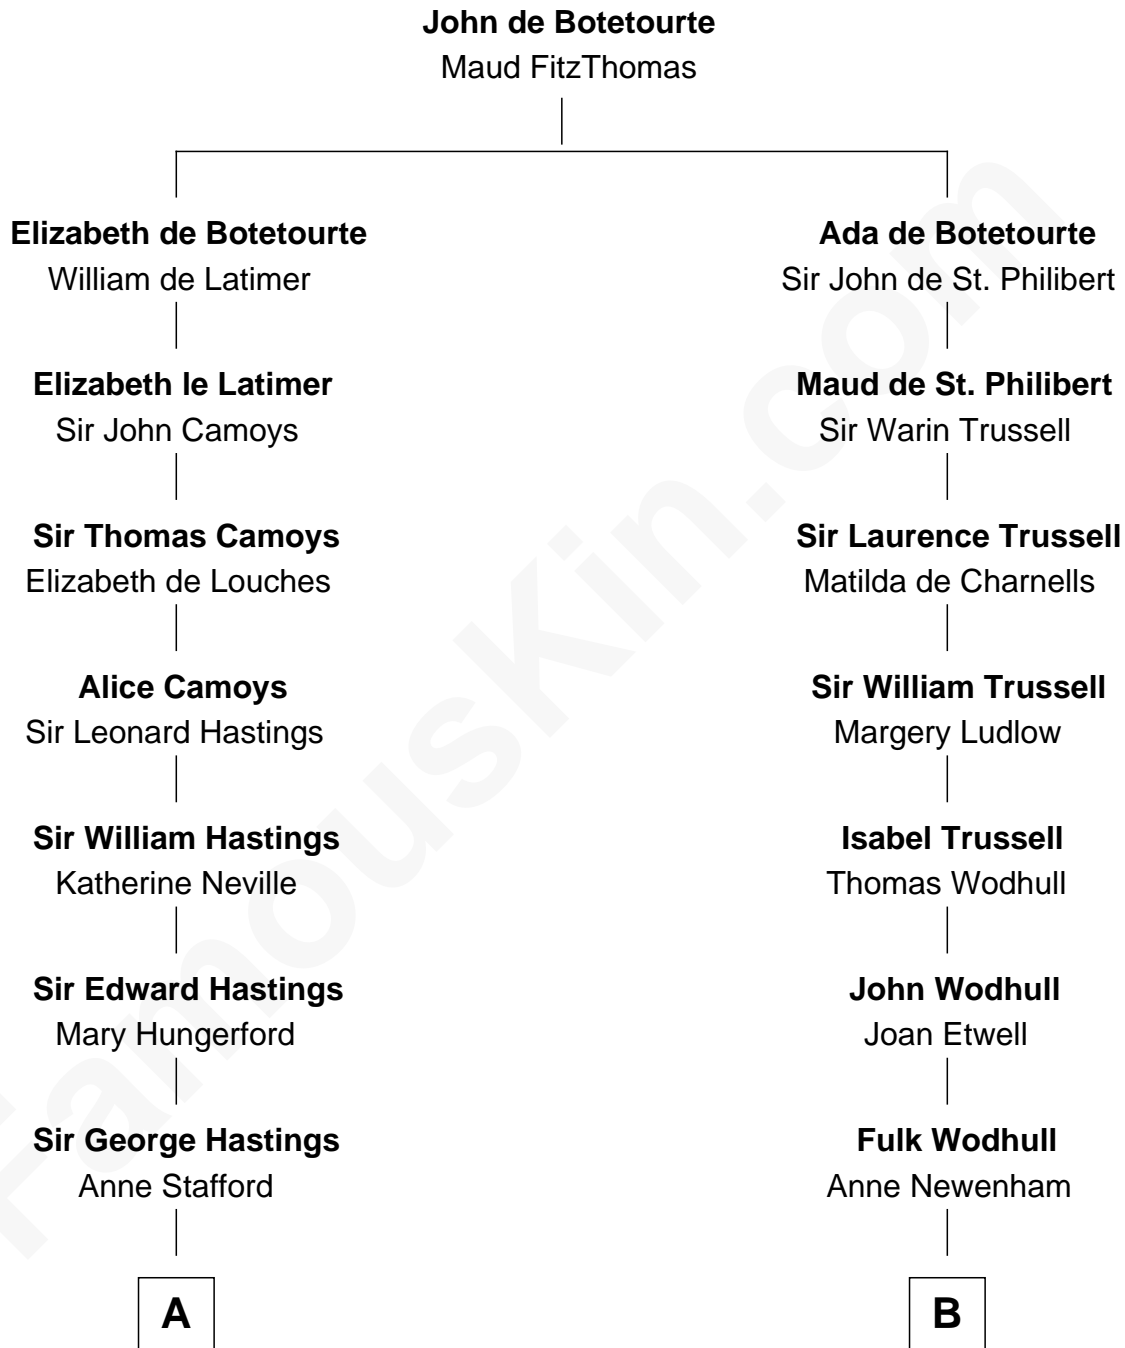 John de Botetourte
Maud FitzThomas
Elizabeth de Botetourte
William de Latimer
Elizabeth le Latimer
Sir John Camoys
Sir Thomas Camoys
Elizabeth de Louches
Alice Camoys
Sir Leonard Hastings
Sir William Hastings
Katherine Neville
Sir Edward Hastings
Mary Hungerford
Sir George Hastings
Anne Stafford
A
Ada de Botetourte
Sir John de St. Philibert
Maud de St. Philibert
Sir Warin Trussell
Sir Laurence Trussell
Matilda de Charnells
Sir William Trussell
Margery Ludlow
Isabel Trussell
Thomas Wodhull
John Wodhull
Joan Etwell
Fulk Wodhull
Anne Newenham
B
FamousKin.com